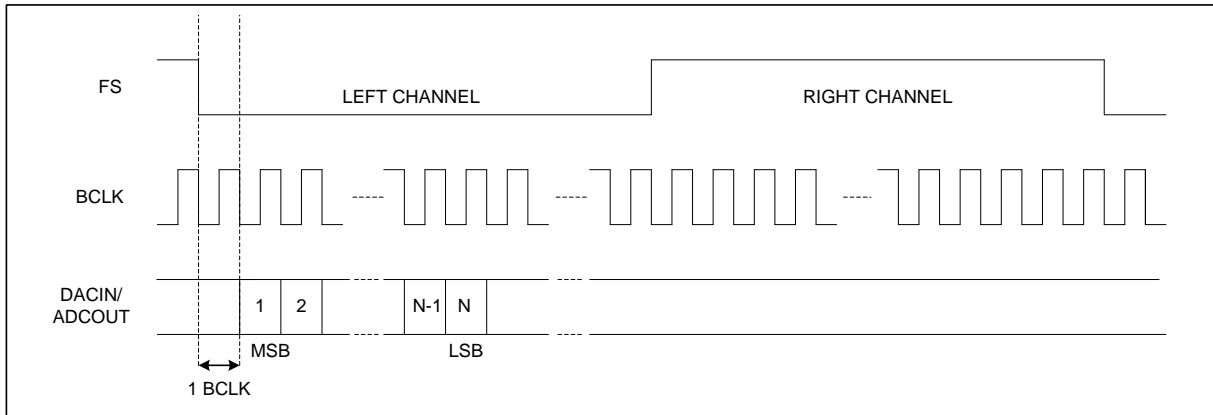 FS
LEFT CHANNEL
RIGHT CHANNEL
BCLK
DACIN/
ADCOUT
1
2
N-1
N
MSB
LSB
1 BCLK